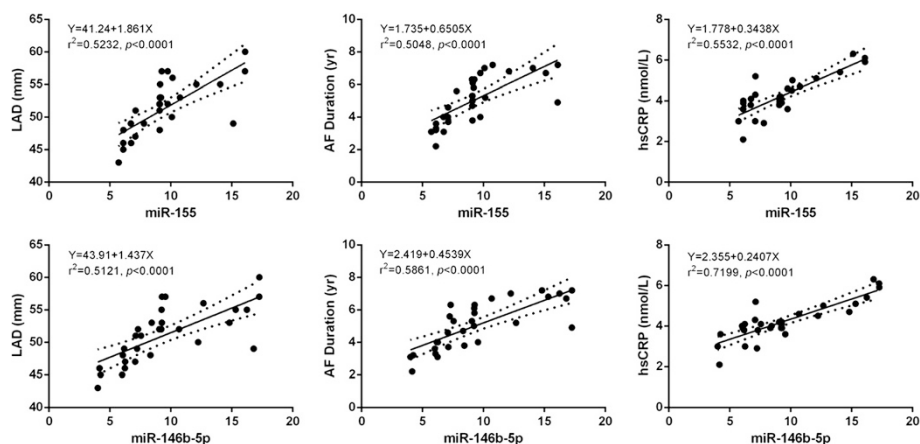 Y=41.24+1.861X
r²=0.5232, p<0.0001
65
60
55
50
45
40
LAD (mm)
0 5 10 15 20
miR-155
Y=1.735+0.6505X
r²=0.5048, p<0.0001
10
8
6
4
2
0
AF Duration (yr)
0 5 10 15 20
miR-155
Y=1.778+0.3438X
r²=0.5532, p<0.0001
8
6
4
2
0
hsCRP (nmol/L)
0 5 10 15 20
miR-155
Y=43.91+1.437X
r²=0.5121, p<0.0001
65
60
55
50
45
40
LAD (mm)
0 5 10 15 20
miR-146b-5p
Y=2.419+0.4539X
r²=0.5861, p<0.0001
10
8
6
4
2
0
AF Duration (yr)
0 5 10 15 20
miR-146b-5p
Y=2.355+0.2407X
r²=0.7199, p<0.0001
8
6
4
2
0
hsCRP (nmol/L)
0 5 10 15 20
miR-146b-5p